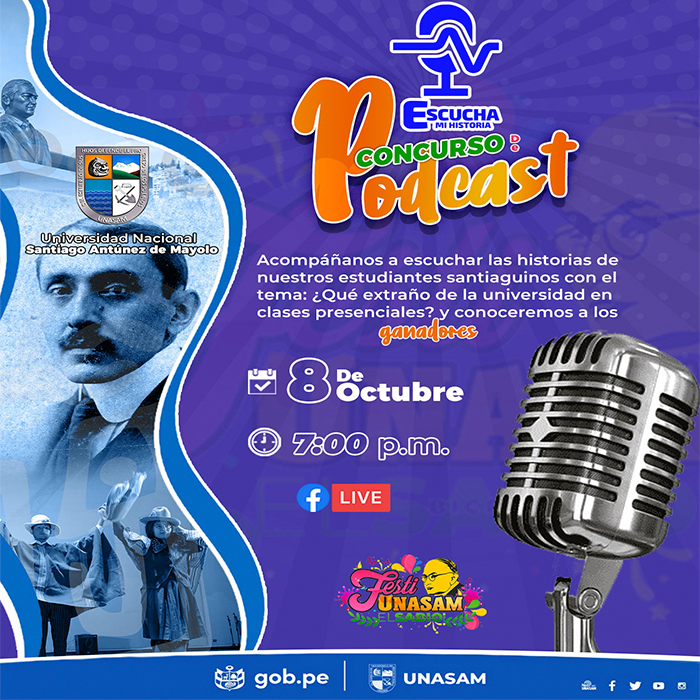 ESCUCHA
MI HISTORIA
CONCURSO De
Podcast
UNASAM
Universidad Nacional
Santiago Antúnez de Mayolo
Acompáñanos a escuchar las historias de
nuestros estudiantes santiaguinos con el
tema: ¿Qué extraño de la universidad en
clases presenciales? y conoceremos a los
ganadores
8 De
Octubre
7:00 p.m.
LIVE
Festi
UNASAM
EL SABIO
gob.pe
UNASAM